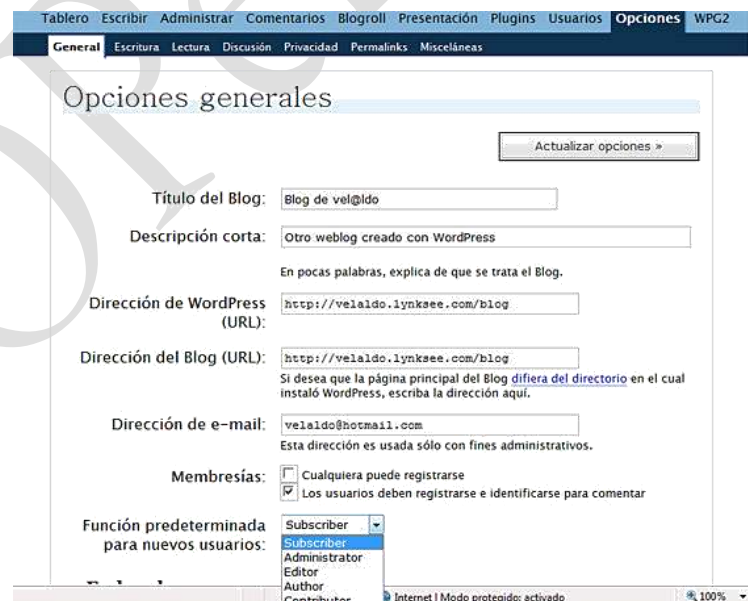 Tablero Escribir Administrar Comentarios Blogroll Presentación Plugins Usuarios Opciones WPG2
General Escritura Lectura Discusión Privacidad Permalinks Misceláneas
Opciones generales
Actualizar opciones »
Título del Blog: Blog de vel@ldo
Descripción corta: Otro weblog creado con WordPress
En pocas palabras, explica de que se trata el Blog.
Dirección de WordPress http://velaldo.lynksee.com/blog
(URL):
Dirección del Blog (URL): http://velaldo.lynksee.com/blog
Si desea que la página principal del Blog difiera del directorio en el cual
instaló WordPress, escriba la dirección aquí.
Dirección de e-mail: velaldo@hotmail.com
Esta dirección es usada sólo con fines administrativos.
Membresías: Cualquiera puede registrarse
Los usuarios deben registrarse e identificarse para comentar
Función predeterminada Subscriber
para nuevos usuarios: Subscriber
Administrator
Editor
Author
Contributor
Internet | Modo protegido: activado 100%